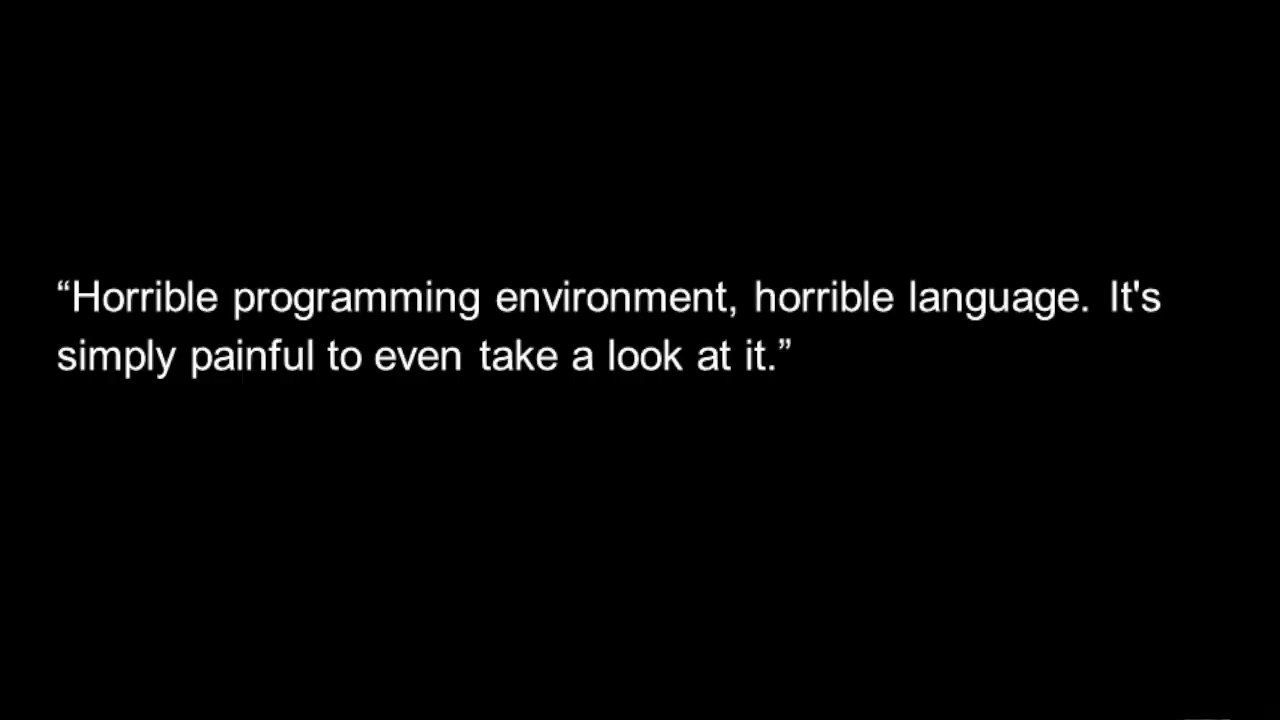 “Horrible programming environment, horrible language. It's
simply painful to even take a look at it.”